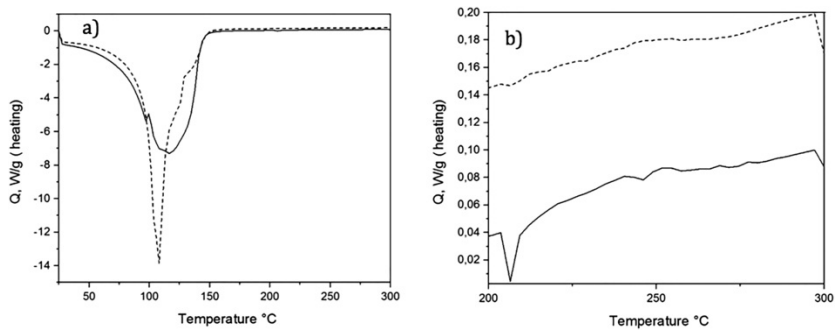 a)
0
-2
-4
-6
-8
-10
-12
-14
Q, W/g ( heating)
50 100 150 200 250 300
Temperature °C
b)
0,20
0,18
0,16
0,14
0,12
0,10
0,08
0,06
0,04
0,02
Q, W/g ( heating)
200 250 300
Temperature °C